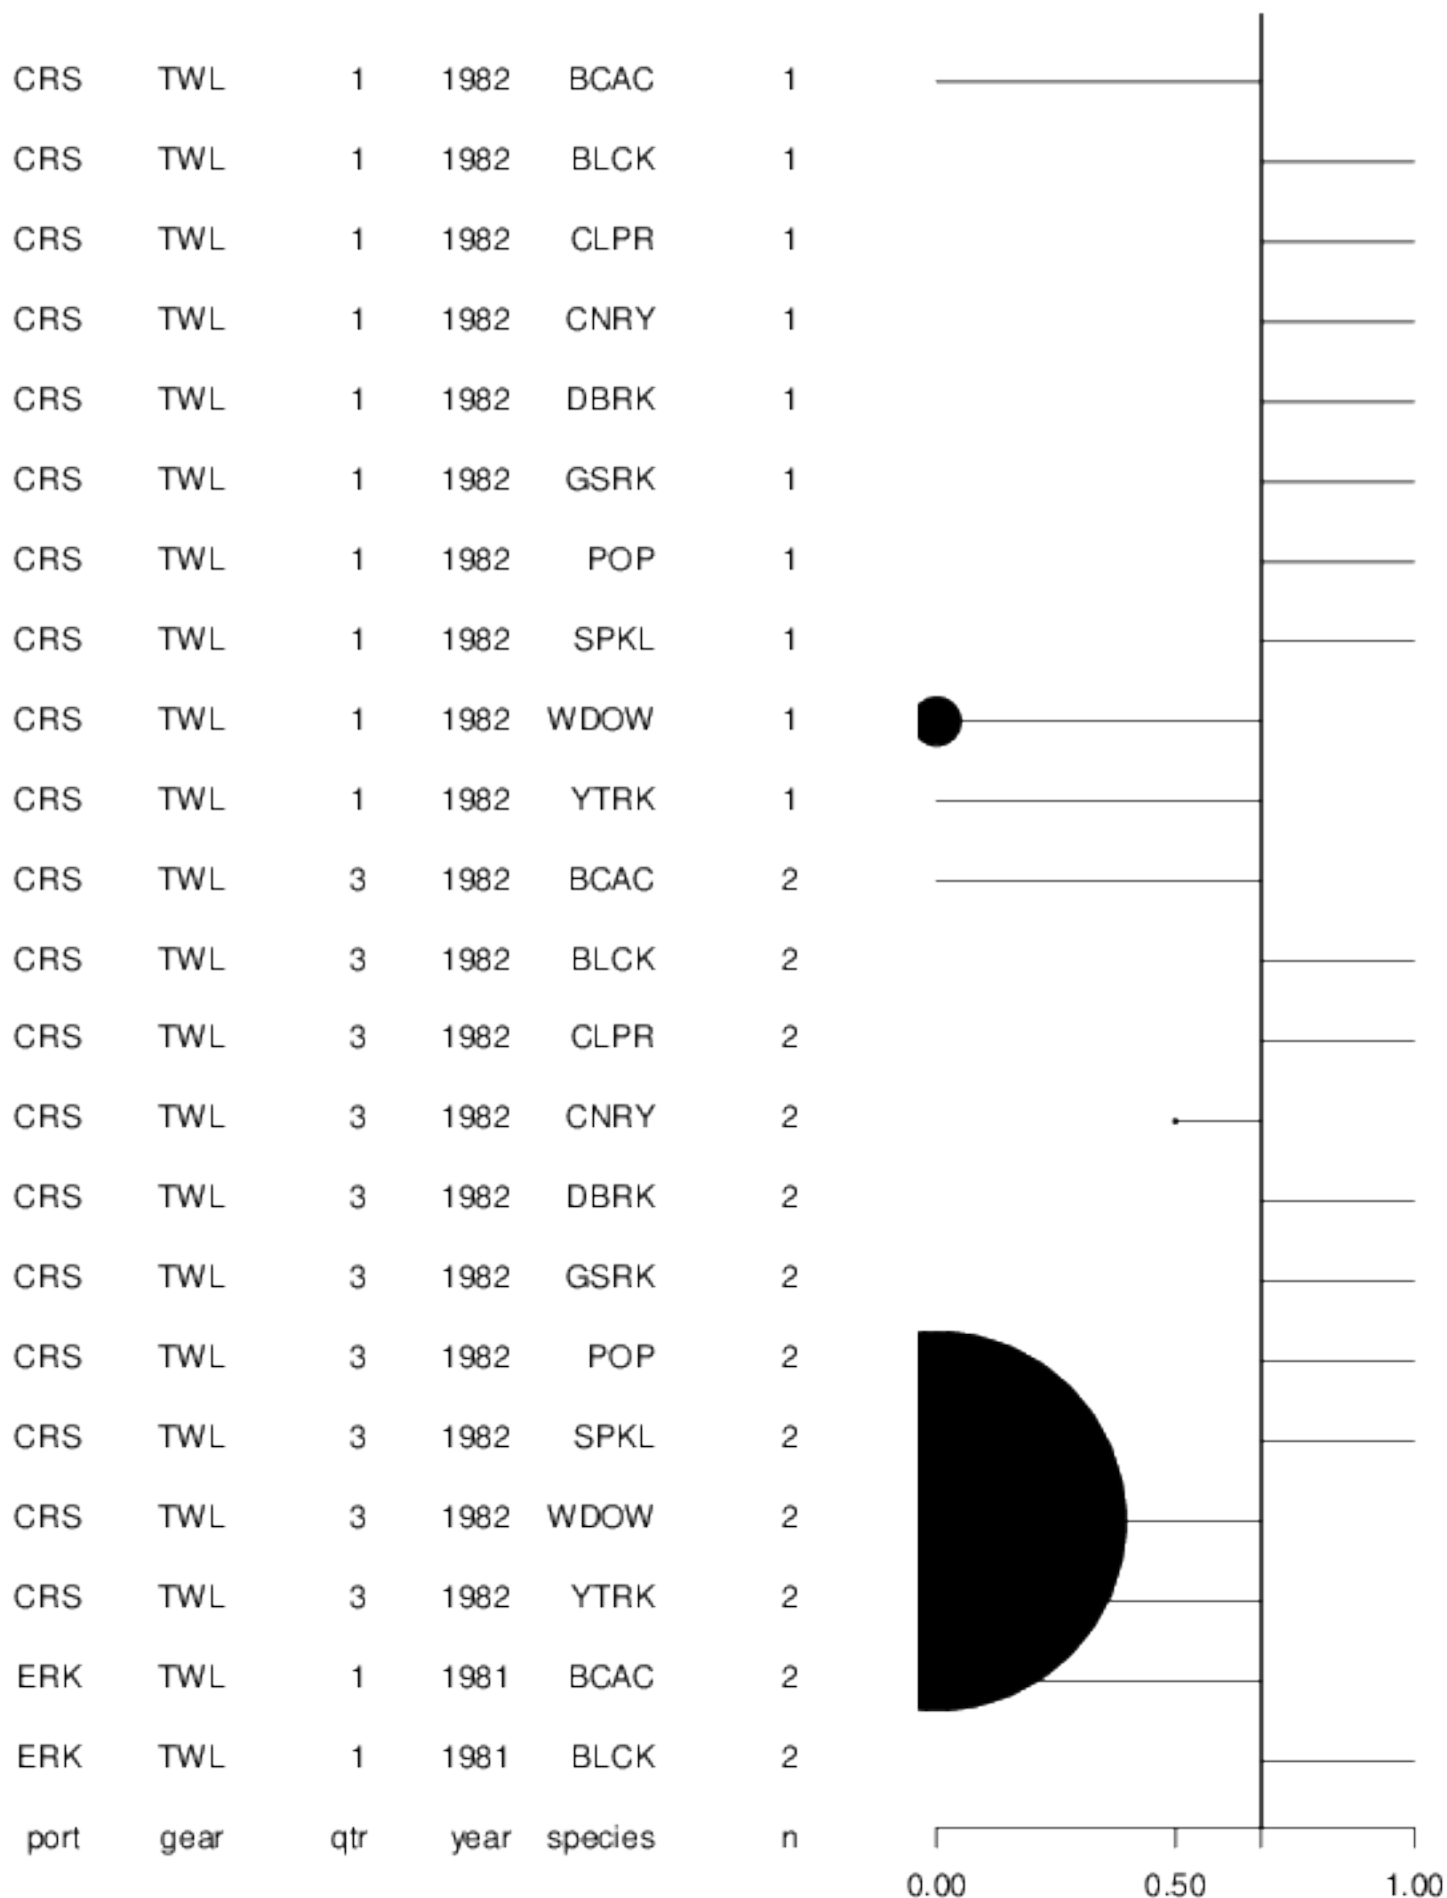 CRS TWL 1 1982 BCAC 1
CRS TWL 1 1982 BLCK 1
CRS TWL 1 1982 CLPR 1
CRS TWL 1 1982 CNRY 1
CRS TWL 1 1982 DBRK 1
CRS TWL 1 1982 GSRK 1
CRS TWL 1 1982 POP 1
CRS TWL 1 1982 SPKL 1
CRS TWL 1 1982 WDOW 1
CRS TWL 1 1982 YTRK 1
CRS TWL 3 1982 BCAC 2
CRS TWL 3 1982 BLCK 2
CRS TWL 3 1982 CLPR 2
CRS TWL 3 1982 CNRY 2
CRS TWL 3 1982 DBRK 2
CRS TWL 3 1982 GSRK 2
CRS TWL 3 1982 POP 2
CRS TWL 3 1982 SPKL 2
CRS TWL 3 1982 WDOW 2
CRS TWL 3 1982 YTRK 2
ERK TWL 1 1981 BCAC 2
ERK TWL 1 1981 BLCK 2
port gear qtr year species n
0.00 0.50 1.00